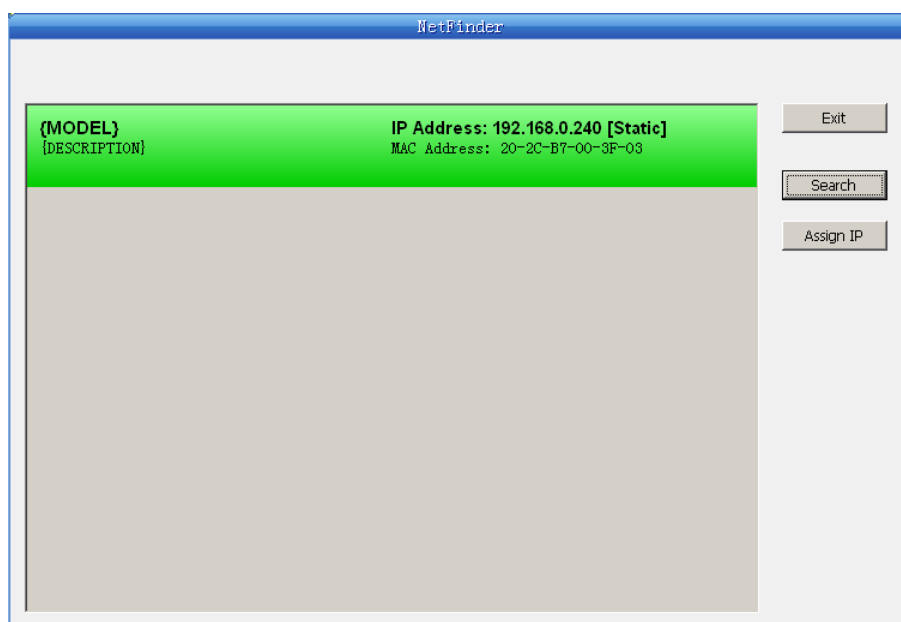 NetFinder
{MODEL}
{DESCRIPTION}
IP Address: 192.168.0.240 [Static]
MAC Address: 20-2C-B7-00-3F-03
Exit
Search
Assign IP